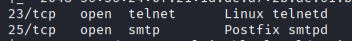 23/tcp open telnet Linux telnetd
25/tcp open smtp Postfix smtpd